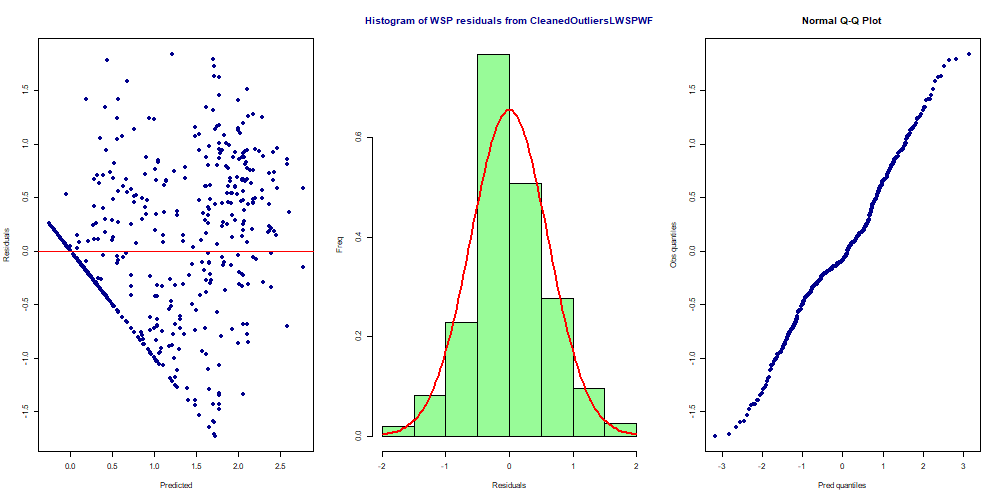 Histogram of WSP residuals from CleanedOutliersLWSPWF
Normal Q-Q Plot
Residuals
1.5
1.0
0.5
0.0
-0.5
-1.0
-1.5
0.0 0.5 1.0 1.5 2.0 2.5
Predicted
Freq
0.6
0.4
0.2
0.0
-2 -1 0 1 2
Residuals
Obs quantiles
1.5
1.0
0.5
0.0
-0.5
-1.0
-1.5
-3 -2 -1 0 1 2 3
Pred quantiles